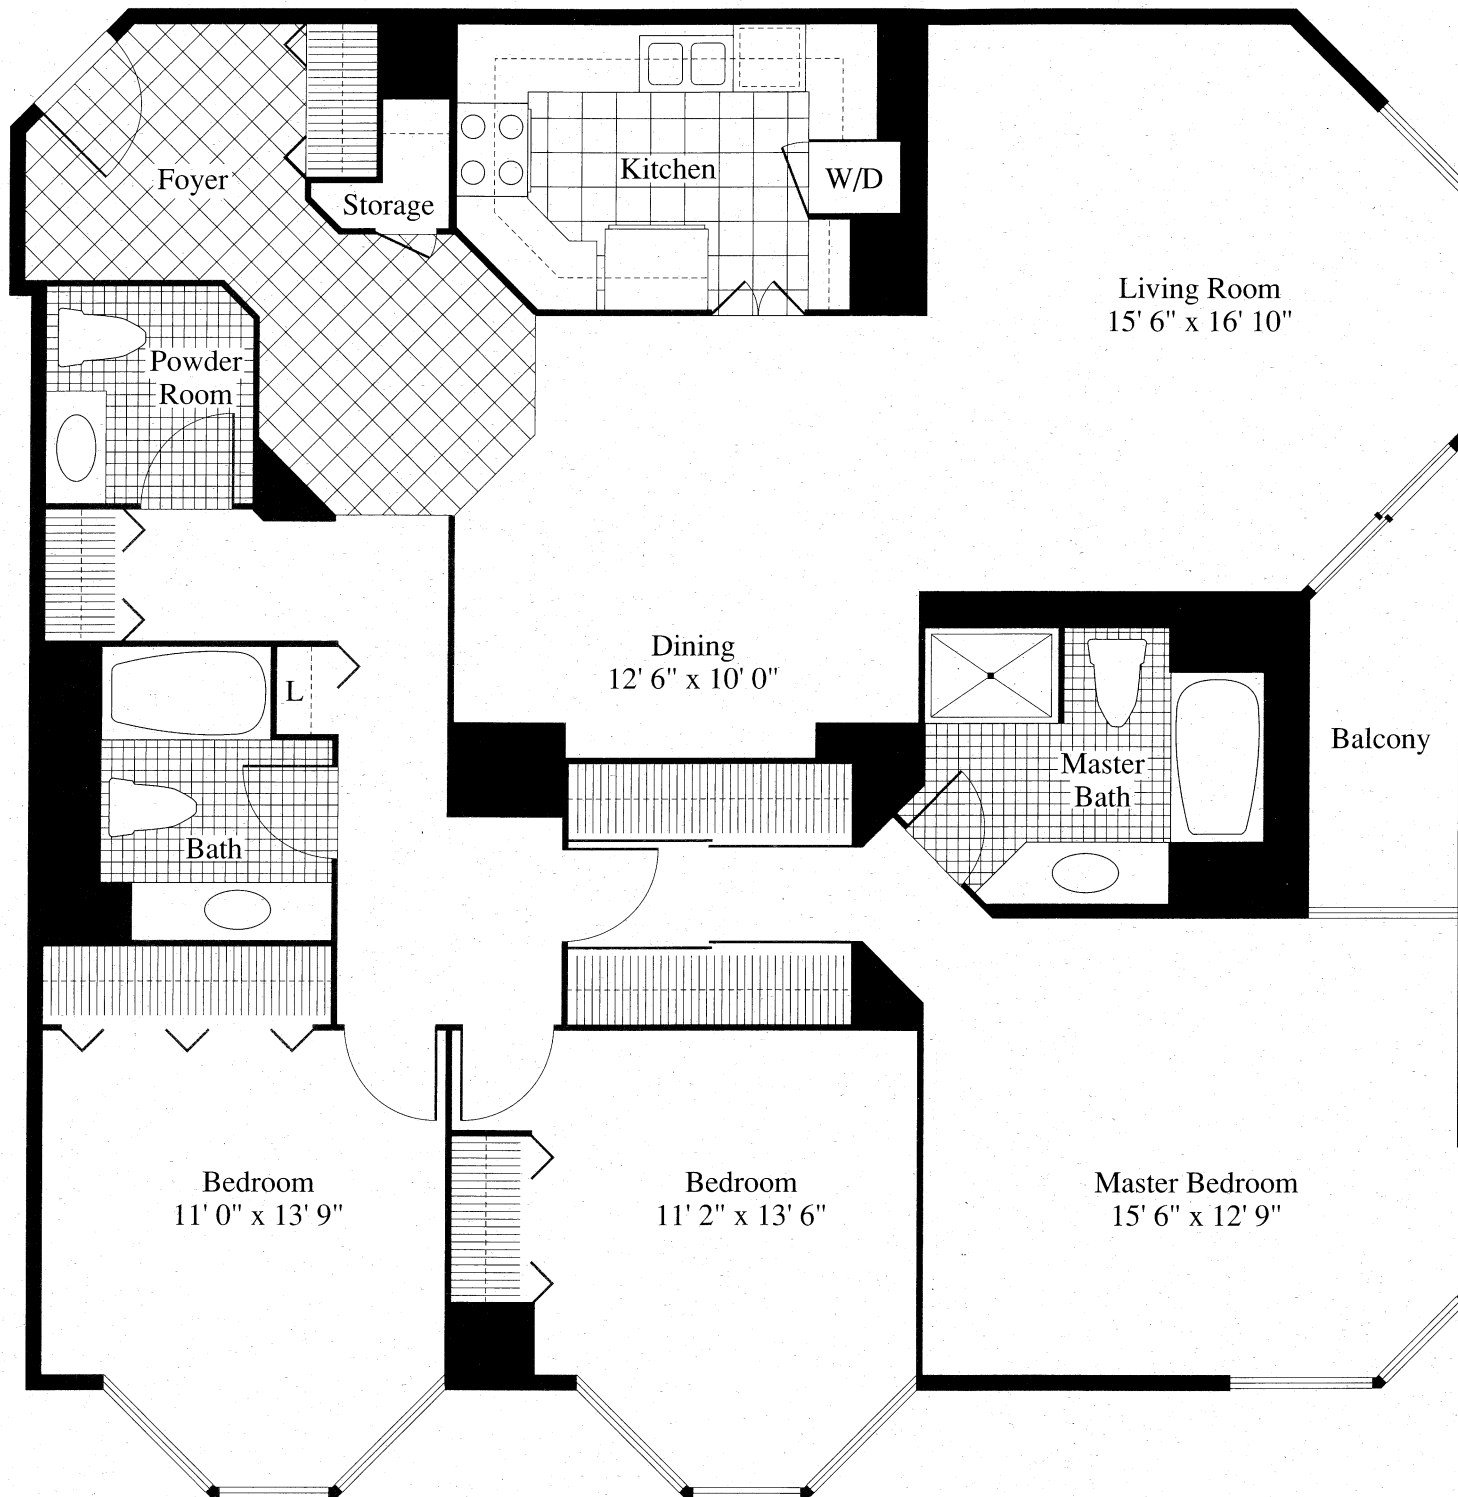 Foyer
Storage
Kitchen
W/D
Living Room
15' 6" x 16' 10"
Powder
Room
Dining
12' 6" x 10' 0"
L
Master
Bath
Balcony
Bath
Bedroom
11' 0" x 13' 9"
Bedroom
11' 2" x 13' 6"
Master Bedroom
15' 6" x 12' 9"